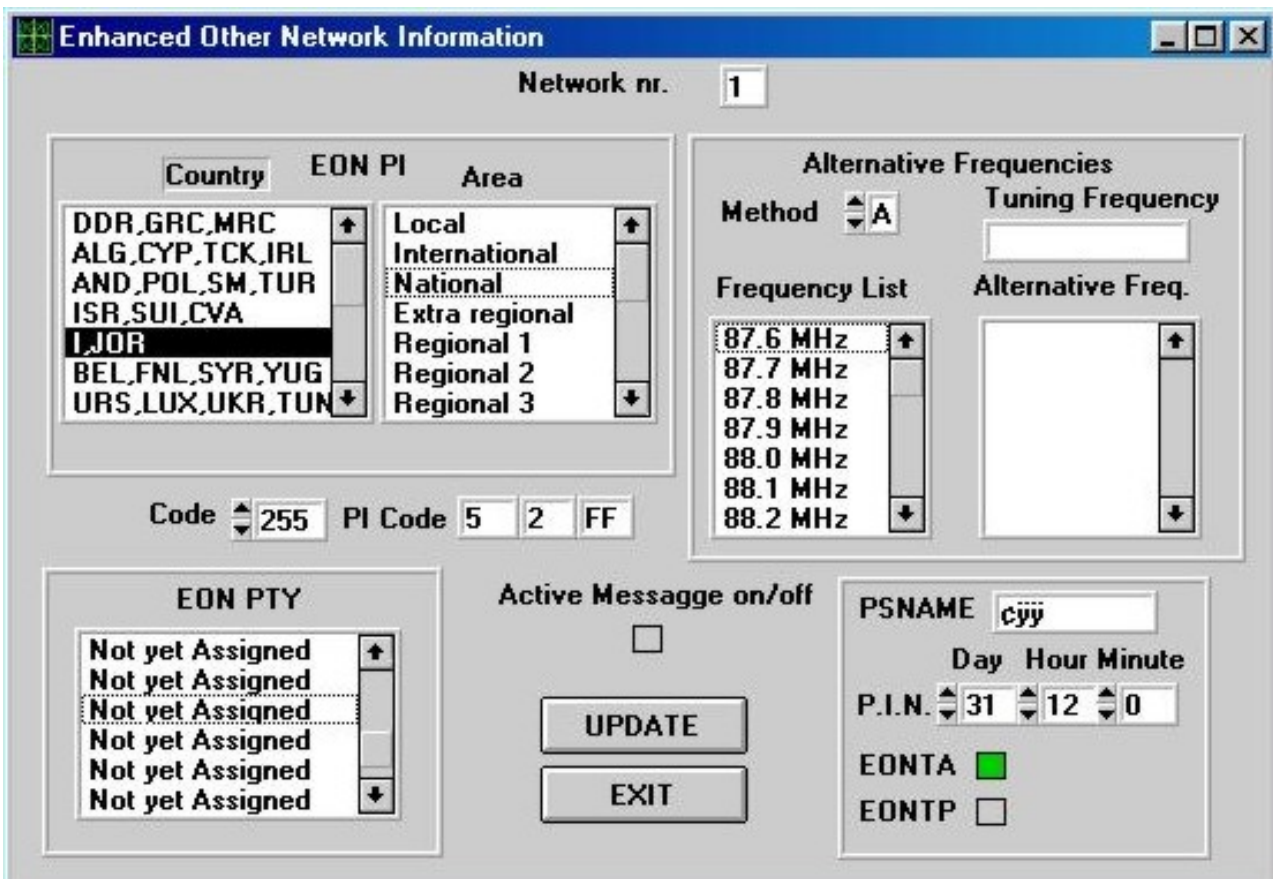 Enhanced Other Network Information
Network nr. 1
EON PI
Country
DDR,GRC,MRC
ALG,CYP,TCK,IRL
AND,POL,SM,TUR
ISR,SUI,CVA
I,JOR
BEL,FNL,SYR,YUG
URS,LUX,UKR,TUN
Area
Local
International
National
Extra regional
Regional 1
Regional 2
Regional 3
Code 255 PI Code 5 2 FF
Alternative Frequencies
Method A
Tuning Frequency
Frequency List
87.6 MHz
87.7 MHz
87.8 MHz
87.9 MHz
88.0 MHz
88.1 MHz
88.2 MHz
Alternative Freq.
EON PTY
Not yet Assigned
Not yet Assigned
Not yet Assigned
Not yet Assigned
Not yet Assigned
Not yet Assigned
Active Messagge on/off
UPDATE
EXIT
PSNAME cÿÿ
Day Hour Minute
P.I.N. 31 12 0
EONTA
EONTP